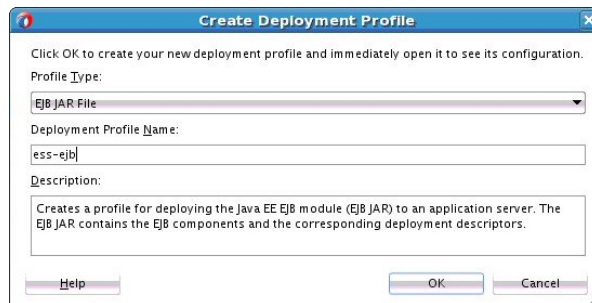 Create Deployment Profile
Click OK to create your new deployment profile and immediately open it to see its configuration.
Profile Type:
EJB JAR File
Deployment Profile Name:
ess-ejb
Description:
Creates a profile for deploying the Java EE EJB module (EJB JAR) to an application server. The
EJB JAR contains the EJB components and the corresponding deployment descriptors.
Help
OK
Cancel